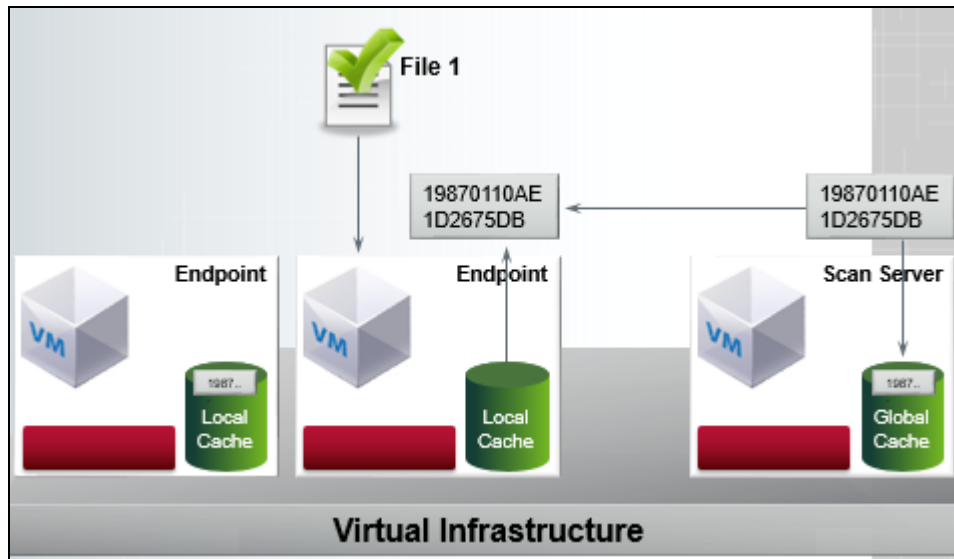 File 1
19870110AE
1D2675DB
19870110AE
1D2675DB
Endpoint
VM
1987..
Local
Cache
Endpoint
VM
Local
Cache
Scan Server
VM
1987..
Global
Cache
Virtual Infrastructure